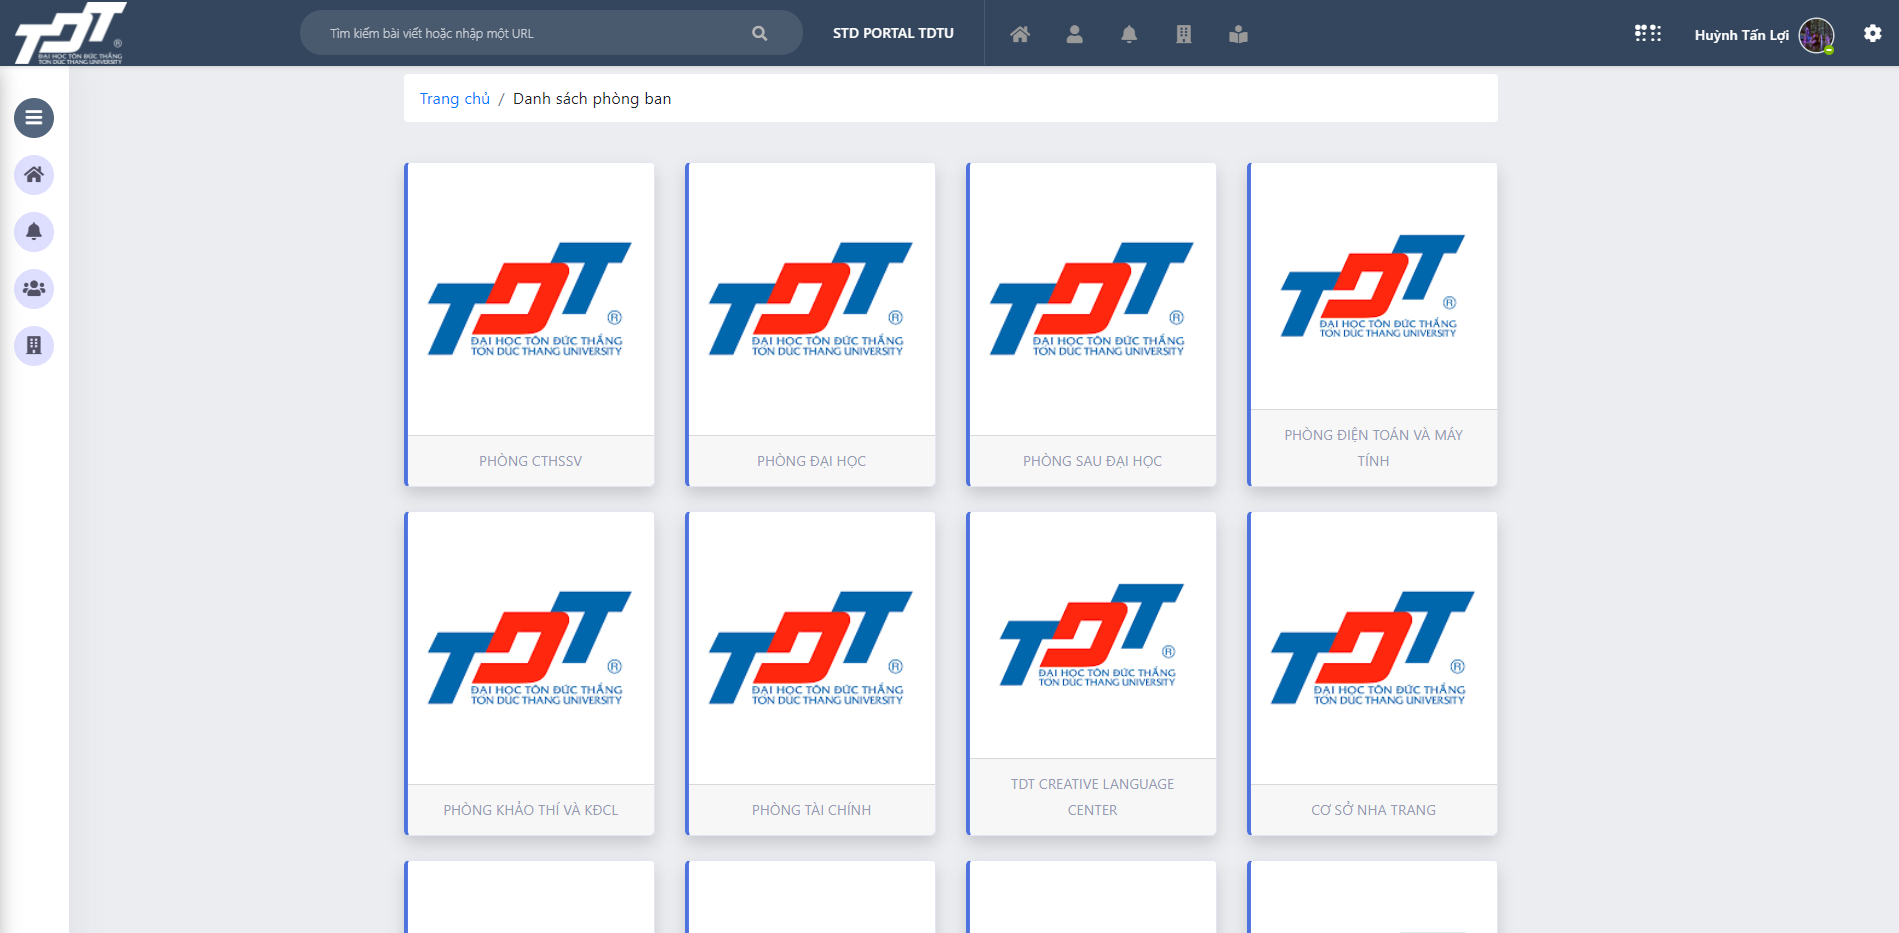 TDT
®
ĐẠI HỌC TÔN ĐỨC THẮNG
TON DUC THANG UNIVERSITY
Tìm kiếm bài viết hoặc nhập một URL
STD PORTAL TDTU
Huỳnh Tấn Lợi
Trang chủ / Danh sách phòng ban
TDT
®
ĐẠI HỌC TÔN ĐỨC THẮNG
TON DUC THANG UNIVERSITY
PHÒNG CTHSSV
TDT
®
ĐẠI HỌC TÔN ĐỨC THẮNG
TON DUC THANG UNIVERSITY
PHÒNG ĐẠI HỌC
TDT
®
ĐẠI HỌC TÔN ĐỨC THẮNG
TON DUC THANG UNIVERSITY
PHÒNG SAU ĐẠI HỌC
TDT
®
ĐẠI HỌC TÔN ĐỨC THẮNG
TON DUC THANG UNIVERSITY
PHÒNG ĐIỆN TOÁN VÀ MÁY
TÍNH
TDT
®
ĐẠI HỌC TÔN ĐỨC THẮNG
TON DUC THANG UNIVERSITY
PHÒNG KHẢO THÍ VÀ KĐCL
TDT
®
ĐẠI HỌC TÔN ĐỨC THẮNG
TON DUC THANG UNIVERSITY
PHÒNG TÀI CHÍNH
TDT
®
ĐẠI HỌC TÔN ĐỨC THẮNG
TON DUC THANG UNIVERSITY
TDT CREATIVE LANGUAGE
CENTER
TDT
®
ĐẠI HỌC TÔN ĐỨC THẮNG
TON DUC THANG UNIVERSITY
CƠ SỞ NHA TRANG